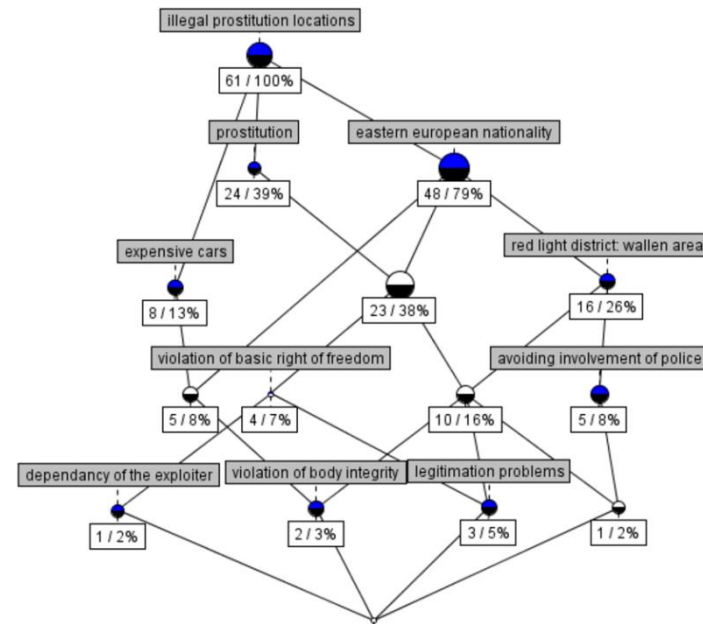 illegal prostitution locations
61 / 100%
prostitution
eastern european nationality
24 / 39%
48 / 79%
expensive cars
red light district: wallen area
8 / 13%
23 / 38%
16 / 26%
violation of basic right of freedom
avoiding involvement of police
5 / 8%
4 / 7%
10 / 16%
5 / 8%
dependancy of the exploiter
violation of body integrity
legitimation problems
1 / 2%
2 / 3%
3 / 5%
1 / 2%